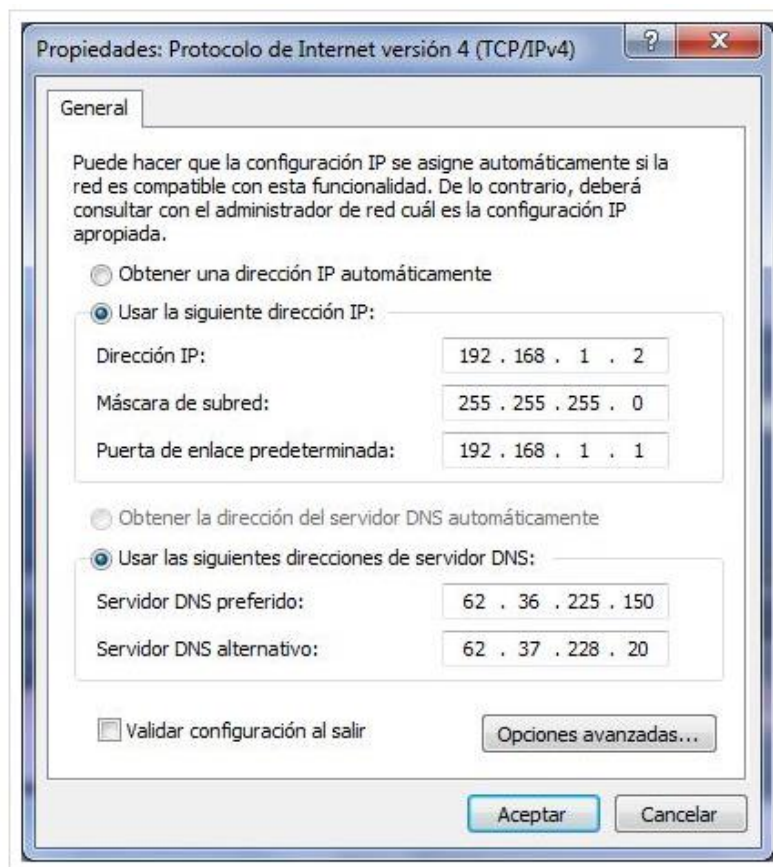 Propiedades: Protocolo de Internet versión 4 (TCP/IPv4)
?
X
General
Puede hacer que la configuración IP se asigne automáticamente si la
red es compatible con esta funcionalidad. De lo contrario, deberá
consultar con el administrador de red cuál es la configuración IP
apropiada.
Obtener una dirección IP automáticamente
Usar la siguiente dirección IP:
Dirección IP: 192 . 168 . 1 . 2
Máscara de subred: 255 . 255 . 255 . 0
Puerta de enlace predeterminada: 192 . 168 . 1 . 1
Obtener la dirección del servidor DNS automáticamente
Usar las siguientes direcciones de servidor DNS:
Servidor DNS preferido: 62 . 36 . 225 . 150
Servidor DNS alternativo: 62 . 37 . 228 . 20
Validar configuración al salir
Opciones avanzadas...
Aceptar
Cancelar